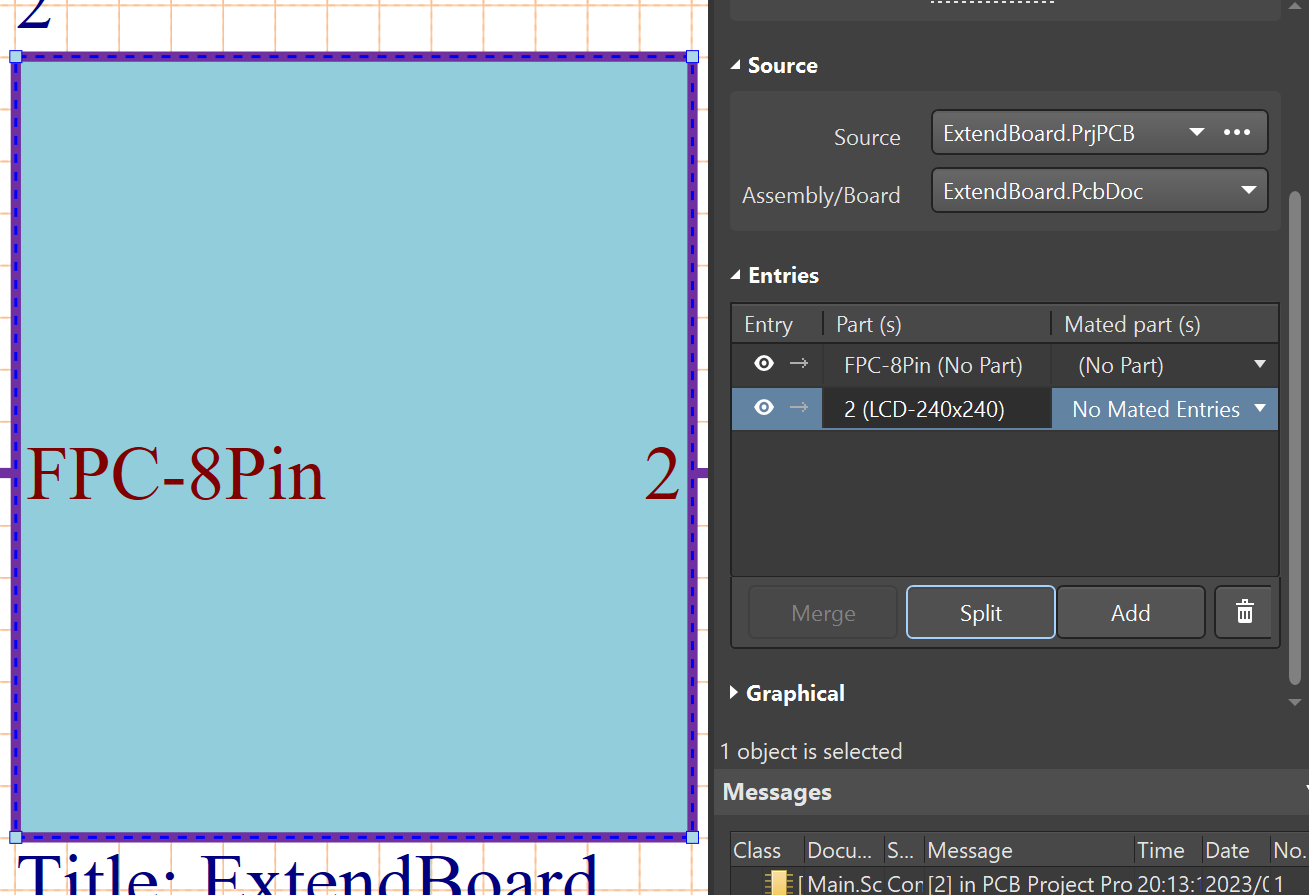 2
FPC-8Pin 2
Title: ExtendBoard
Source
Source ExtendBoard.PrjPCB
Assembly/Board ExtendBoard.PcbDoc
Entries
Entry Part (s) Mated part (s)
FPC-8Pin (No Part) (No Part)
2 (LCD-240x240) No Mated Entries
Merge Split Add
Graphical
1 object is selected
Messages
Class Docu... S... Message Time Date No.
[ Main.Sc Con [2] in PCB Project Pro 20:13:1 2023/0 1